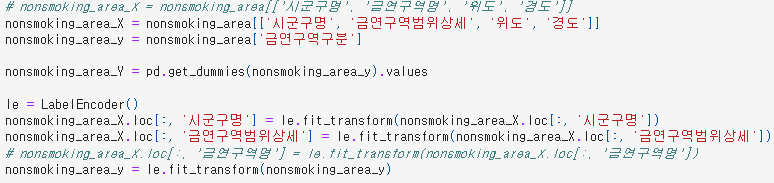 # nonsmoking_area_X = nonsmoking_area[['시군구명', '금연구역명', '위도', '경도']]
nonsmoking_area_X = nonsmoking_area[['시군구명', '금연구역범위상세', '위도', '경도']]
nonsmoking_area_y = nonsmoking_area['금연구역구분']
nonsmoking_area_Y = pd.get_dummies(nonsmoking_area_y).values
le = LabelEncoder()
nonsmoking_area_X.loc[:, '시군구명'] = le.fit_transform(nonsmoking_area_X.loc[:, '시군구명'])
nonsmoking_area_X.loc[:, '금연구역범위상세'] = le.fit_transform(nonsmoking_area_X.loc[:, '금연구역범위상세'])
# nonsmoking_area_X.loc[:, '금연구역명'] = le.fit_transform(nonsmoking_area_X.loc[:, '금연구역명'])
nonsmoking_area_y = le.fit_transform(nonsmoking_area_y)